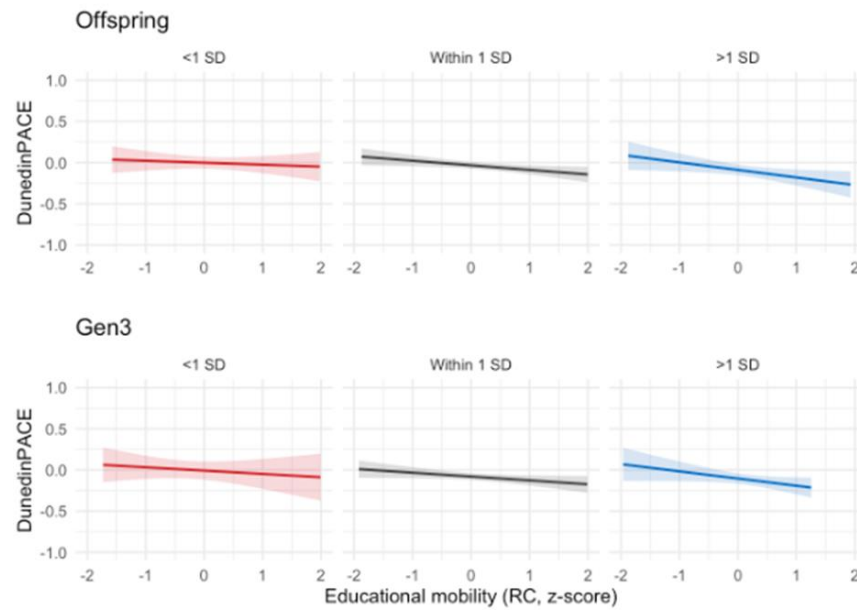 Offspring
<1 SD Within 1 SD >1 SD
1.0
0.5
0.0
-0.5
-1.0
DunedinPACE
-2 -1 0 1 2 -2 -1 0 1 2 -2 -1 0 1 2
Gen3
<1 SD Within 1 SD >1 SD
1.0
0.5
0.0
-0.5
-1.0
DunedinPACE
-2 -1 0 1 2 -2 -1 0 1 2 -2 -1 0 1 2
Educational mobility (RC, z-score)